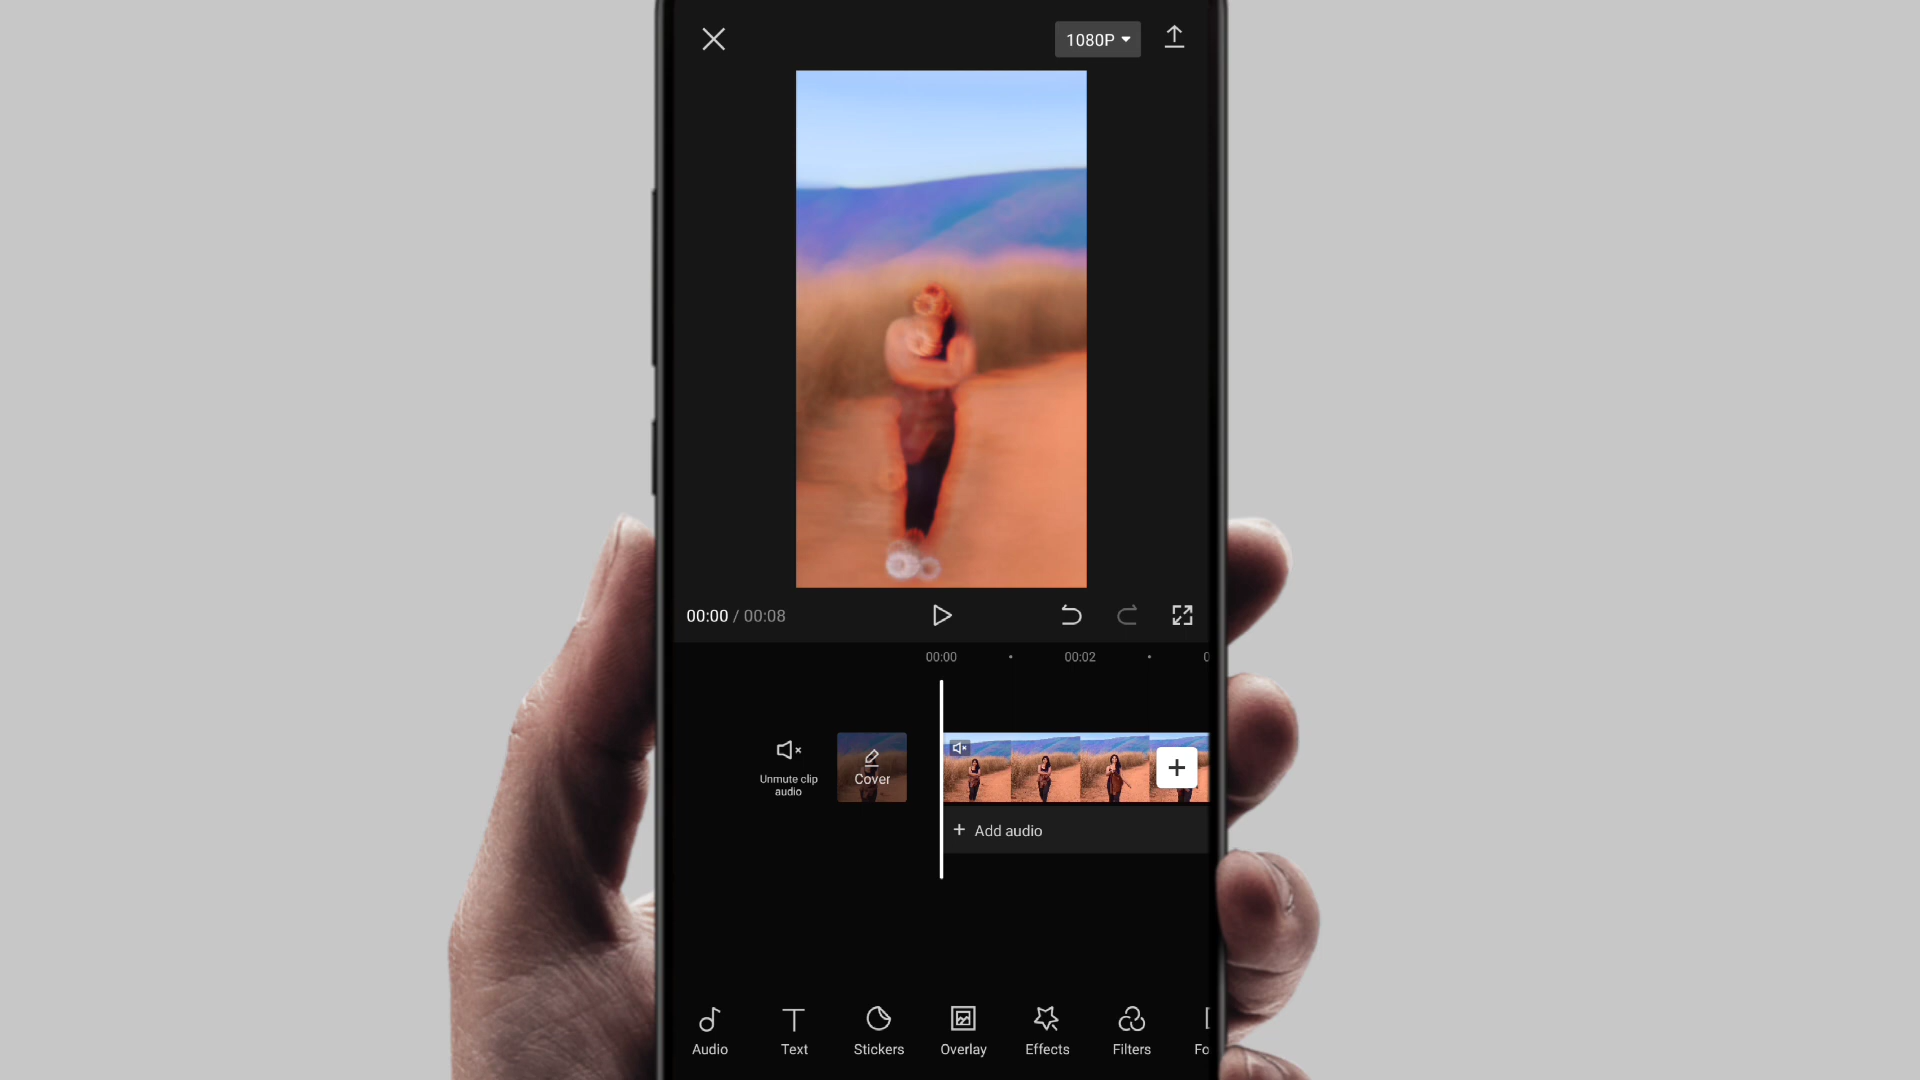 1080P
00:00 / 00:08
00:00 00:02 0
Unmute clip
audio
Cover
+ Add audio
Audio Text Stickers Overlay Effects Filters Fo